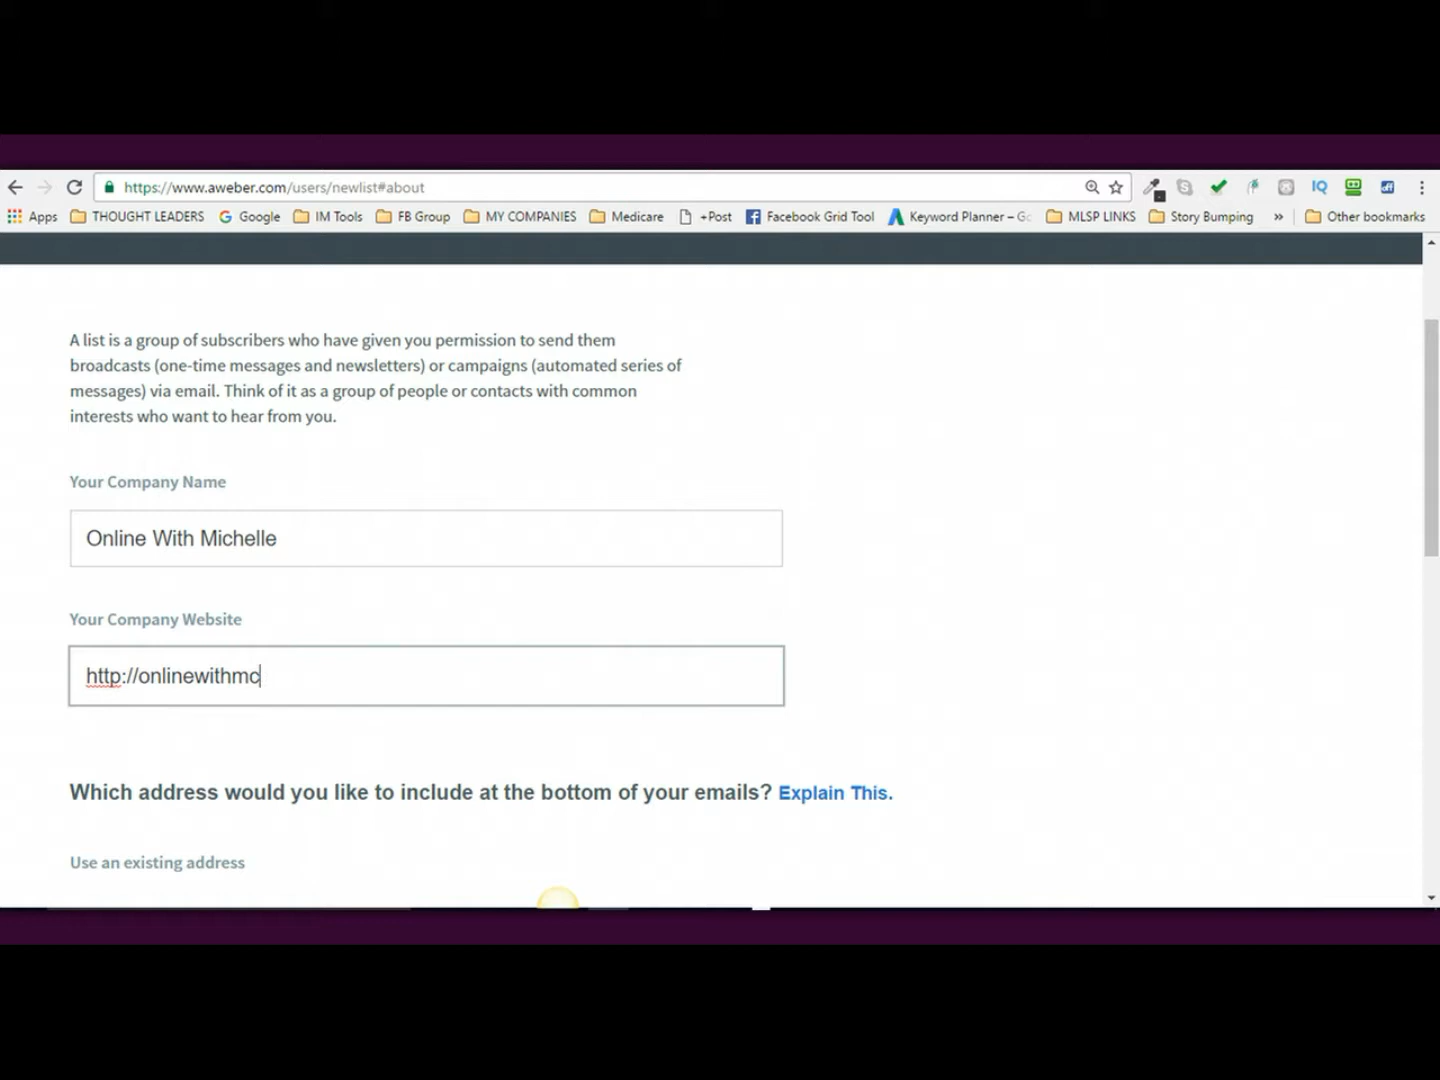 https://www.aweber.com/users/newlist#about
Apps THOUGHT LEADERS Google IM Tools FB Group MY COMPANIES Medicare +Post Facebook Grid Tool Keyword Planner – Go MLSP LINKS Story Bumping » Other bookmarks
A list is a group of subscribers who have given you permission to send them
broadcasts (one-time messages and newsletters) or campaigns (automated series of
messages) via email. Think of it as a group of people or contacts with common
interests who want to hear from you.
Your Company Name
Online With Michelle
Your Company Website
http://onlinewithmc
Which address would you like to include at the bottom of your emails? Explain This.
Use an existing address